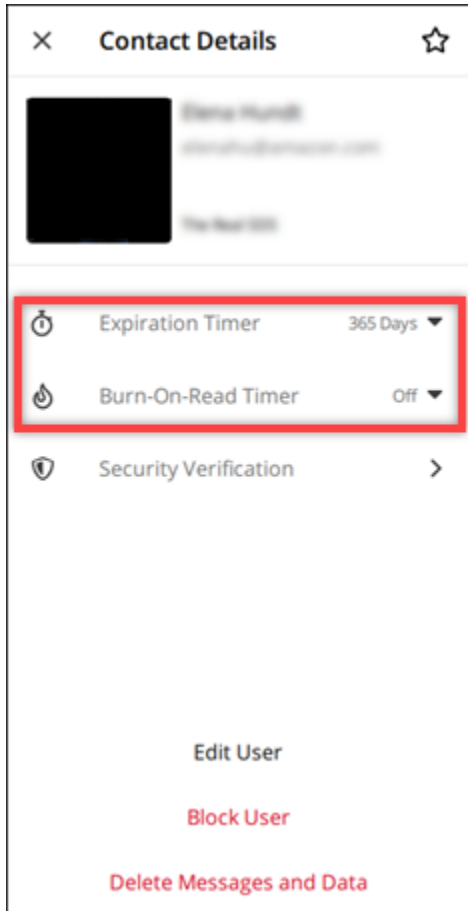 Contact Details
Expiration Timer 365 Days
Burn-On-Read Timer Off
Security Verification
Edit User
Block User
Delete Messages and Data